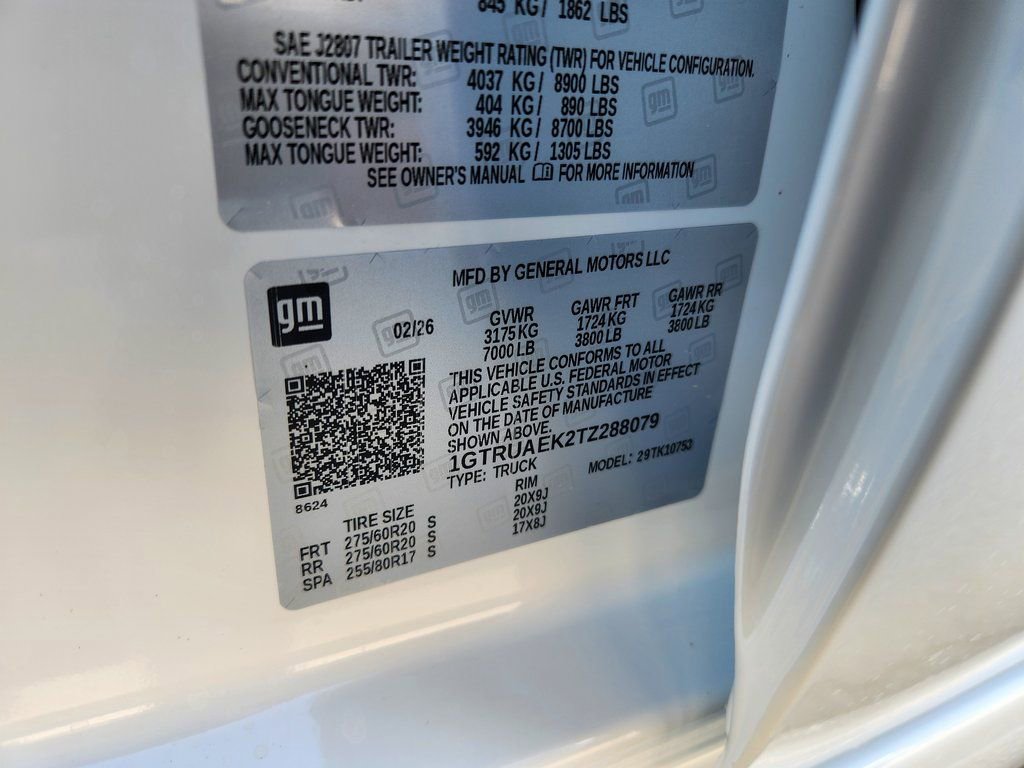 845 KG/ 1862 LBS
SAE J2807 TRAILER WEIGHT RATING (TWR) FOR VEHICLE CONFIGURATION.
CONVENTIONAL TWR: 4037 KG/ 8900 LBS
MAX TONGUE WEIGHT: 404 KG/ 890 LBS
GOOSENECK TWR: 3946 KG/ 8700 LBS
MAX TONGUE WEIGHT: 592 KG/ 1305 LBS
SEE OWNER'S MANUAL FOR MORE INFORMATION
MFD BY GENERAL MOTORS LLC
gm
02/26
GVWR GAWR FRT GAWR RR
3175 KG 1724 KG 1724 KG
7000 LB 3800 LB 3800 LB
THIS VEHICLE CONFORMS TO ALL
APPLICABLE U.S. FEDERAL MOTOR
VEHICLE SAFETY STANDARDS IN EFFECT
ON THE DATE OF MANUFACTURE
SHOWN ABOVE.
1GTRUAEK2TZ288079
TYPE: TRUCK MODEL: 29TK10753
8624
TIRE SIZE RIM
FRT 275/60R20 S 20X9J
RR 275/60R20 S 20X9J
SPA 255/80R17 S 17X8J